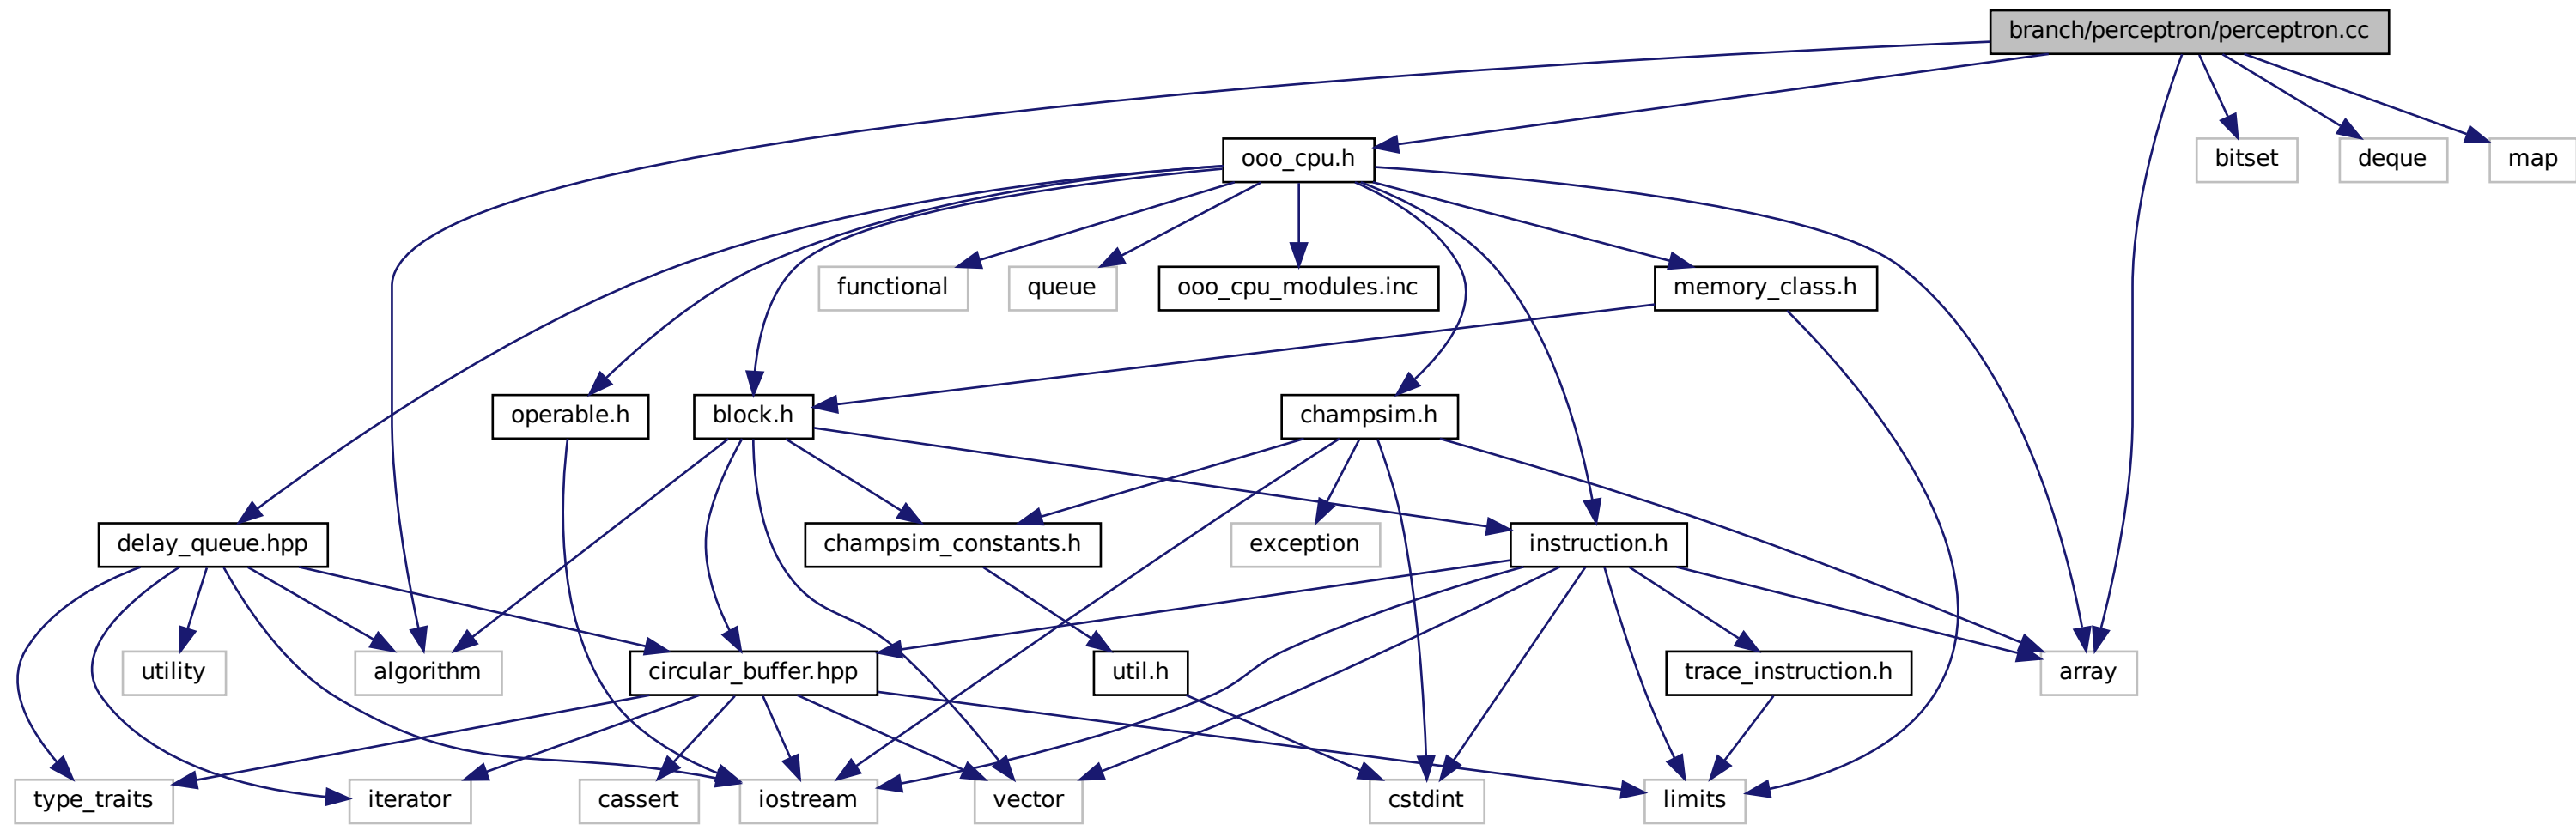 branch/perceptron/perceptron.cc
ooo_cpu.h
bitset
deque
map
functional
queue
ooo_cpu_modules.inc
memory_class.h
operable.h
block.h
champsim.h
delay_queue.hpp
champsim_constants.h
exception
instruction.h
utility
algorithm
circular_buffer.hpp
util.h
trace_instruction.h
array
type_traits
iterator
cassert
iostream
vector
cstdint
limits